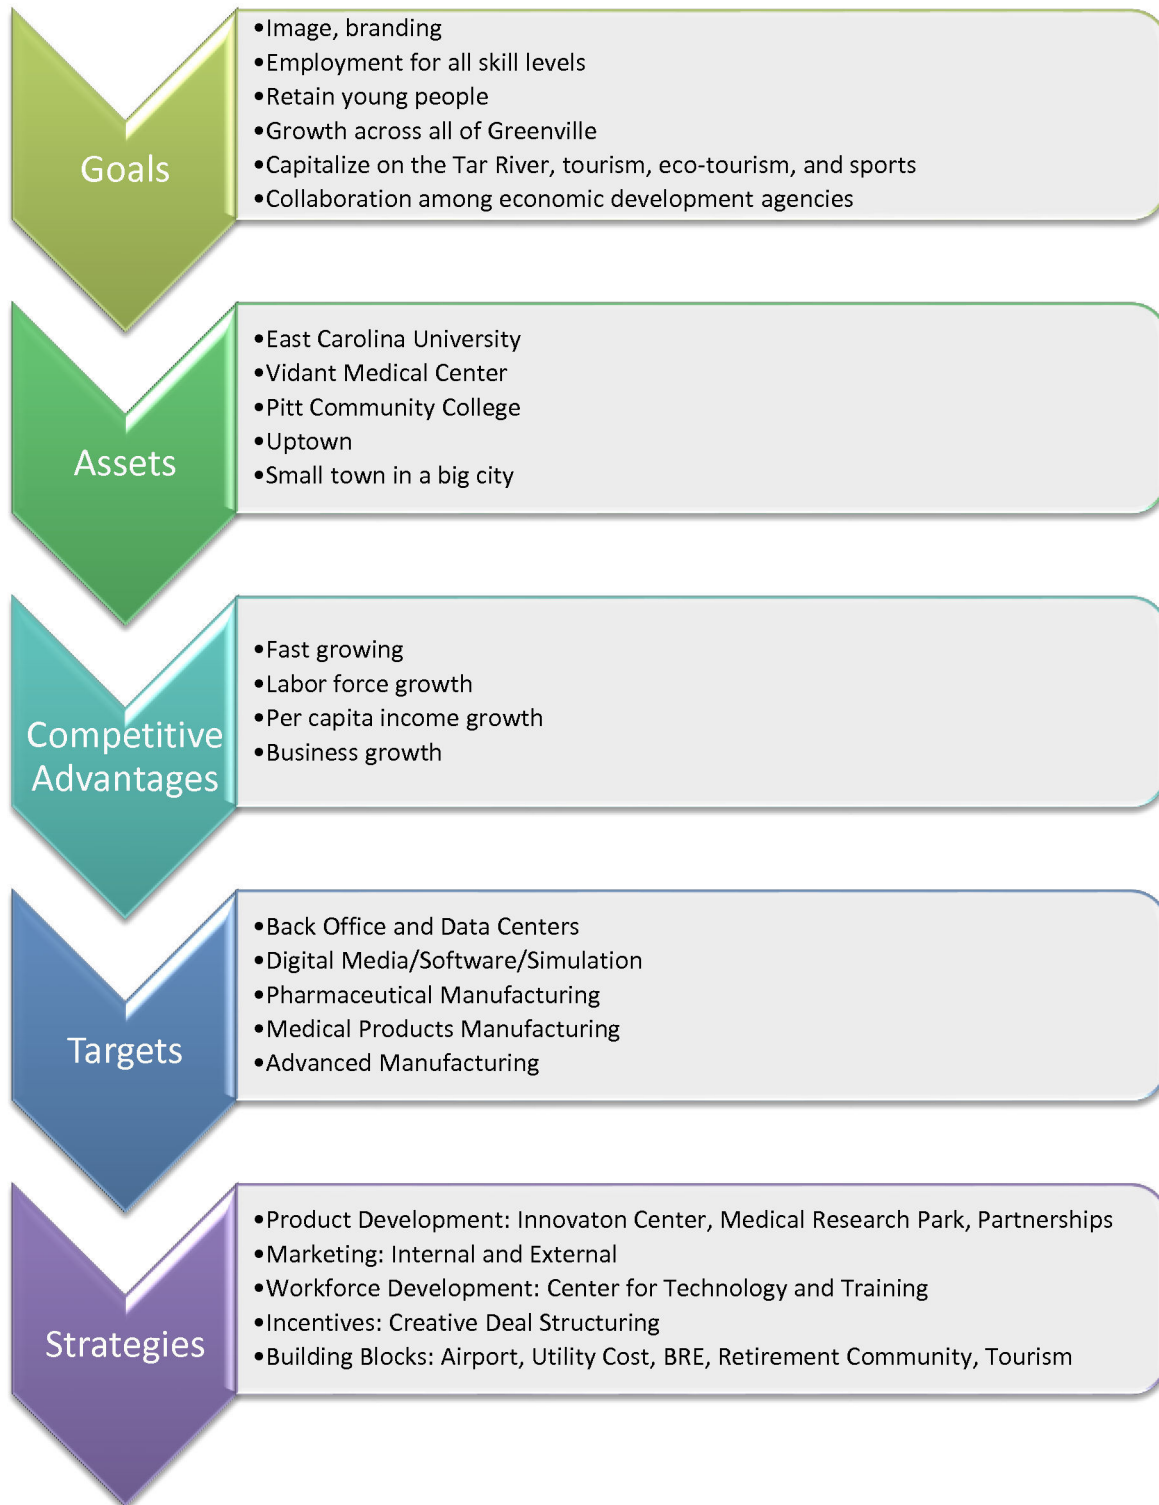 Goals
•Image, branding
•Employment for all skill levels
•Retain young people
•Growth across all of Greenville
•Capitalize on the Tar River, tourism, eco-tourism, and sports
•Collaboration among economic development agencies
Assets
•East Carolina University
•Vidant Medical Center
•Pitt Community College
•Uptown
•Small town in a big city
Competitive
Advantages
•Fast growing
•Labor force growth
•Per capita income growth
•Business growth
Targets
•Back Office and Data Centers
•Digital Media/Software/Simulation
•Pharmaceutical Manufacturing
•Medical Products Manufacturing
•Advanced Manufacturing
Strategies
•Product Development: Innovaton Center, Medical Research Park, Partnerships
•Marketing: Internal and External
•Workforce Development: Center for Technology and Training
•Incentives: Creative Deal Structuring
•Building Blocks: Airport, Utility Cost, BRE, Retirement Community, Tourism